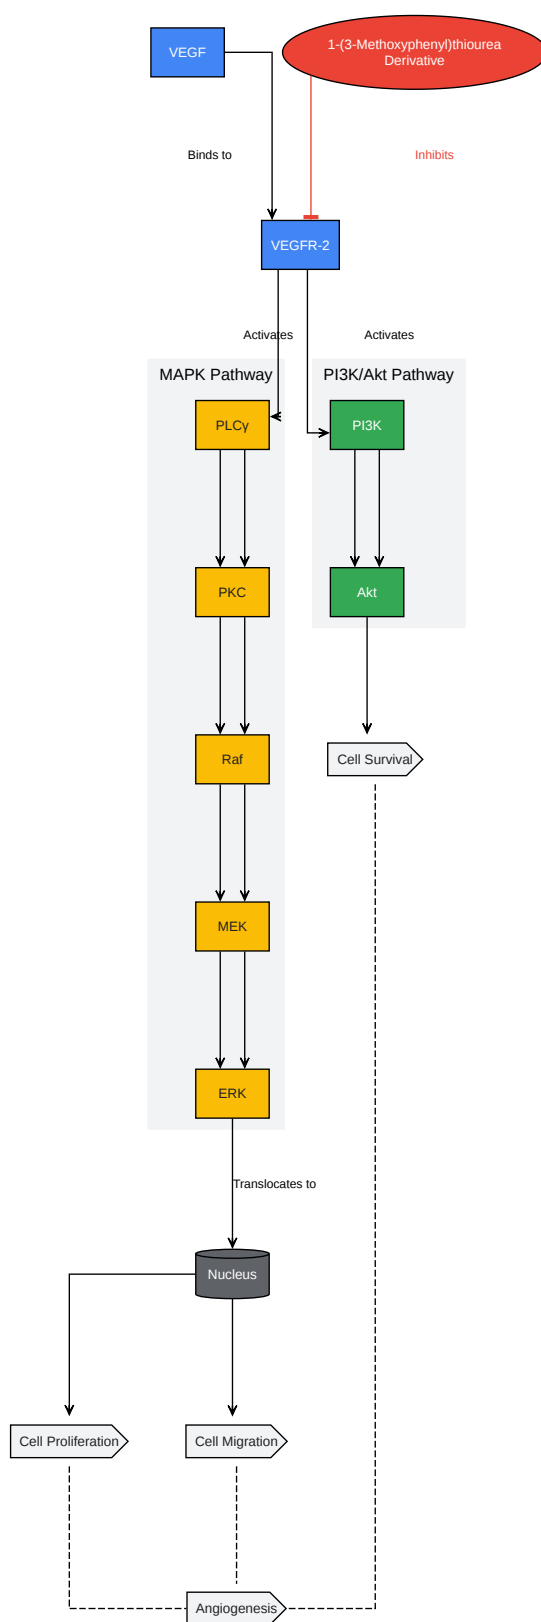 VEGF
1-(3-Methoxyphenyl)thiourea
Derivative
Binds to
Inhibits
VEGFR-2
Activates
Activates
MAPK Pathway
PI3K/Akt Pathway
PLCγ
PI3K
PKC
Akt
Raf
Cell Survival
MEK
ERK
Translocates to
Nucleus
Cell Proliferation
Cell Migration
Angiogenesis